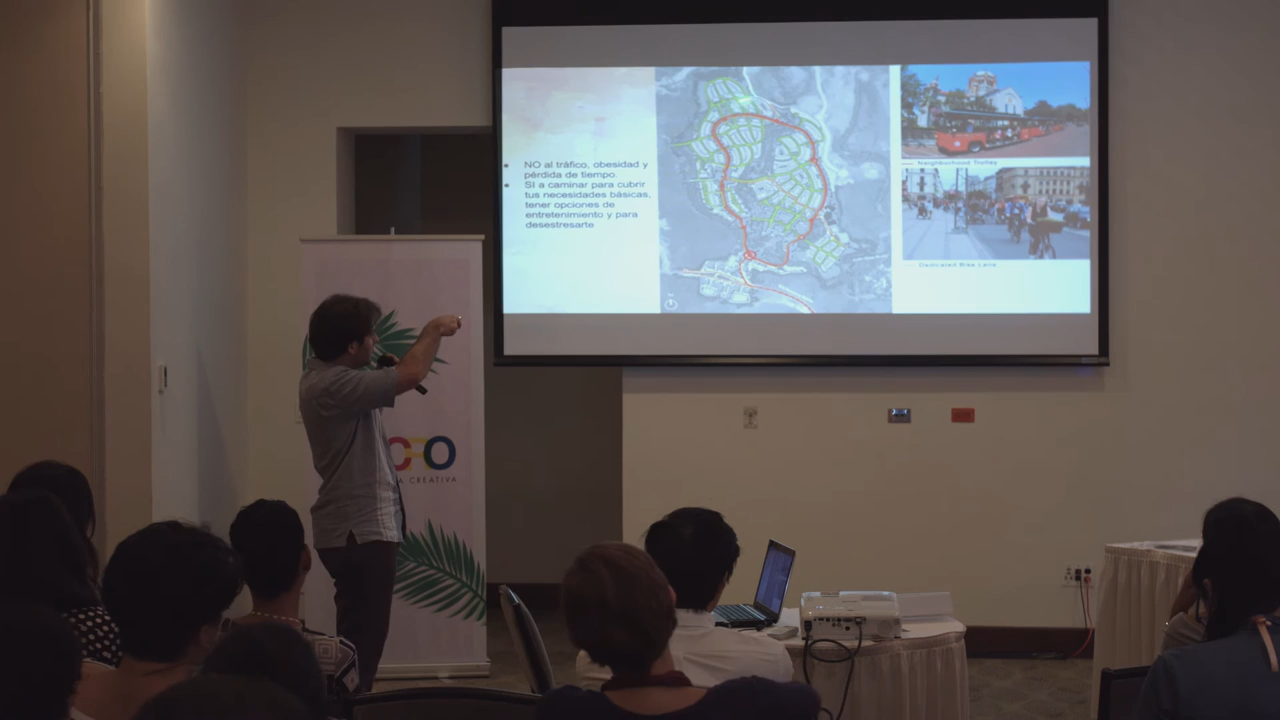 NO al tráfico, obesidad y
pérdida de tiempo.
SI a caminar para cubrir
tus necesidades básicas,
tener opciones de
entretenimiento y para
desestresarte
Neighborhood Trolley
Dedicated Bike Lane
CRO
A CREATIVA